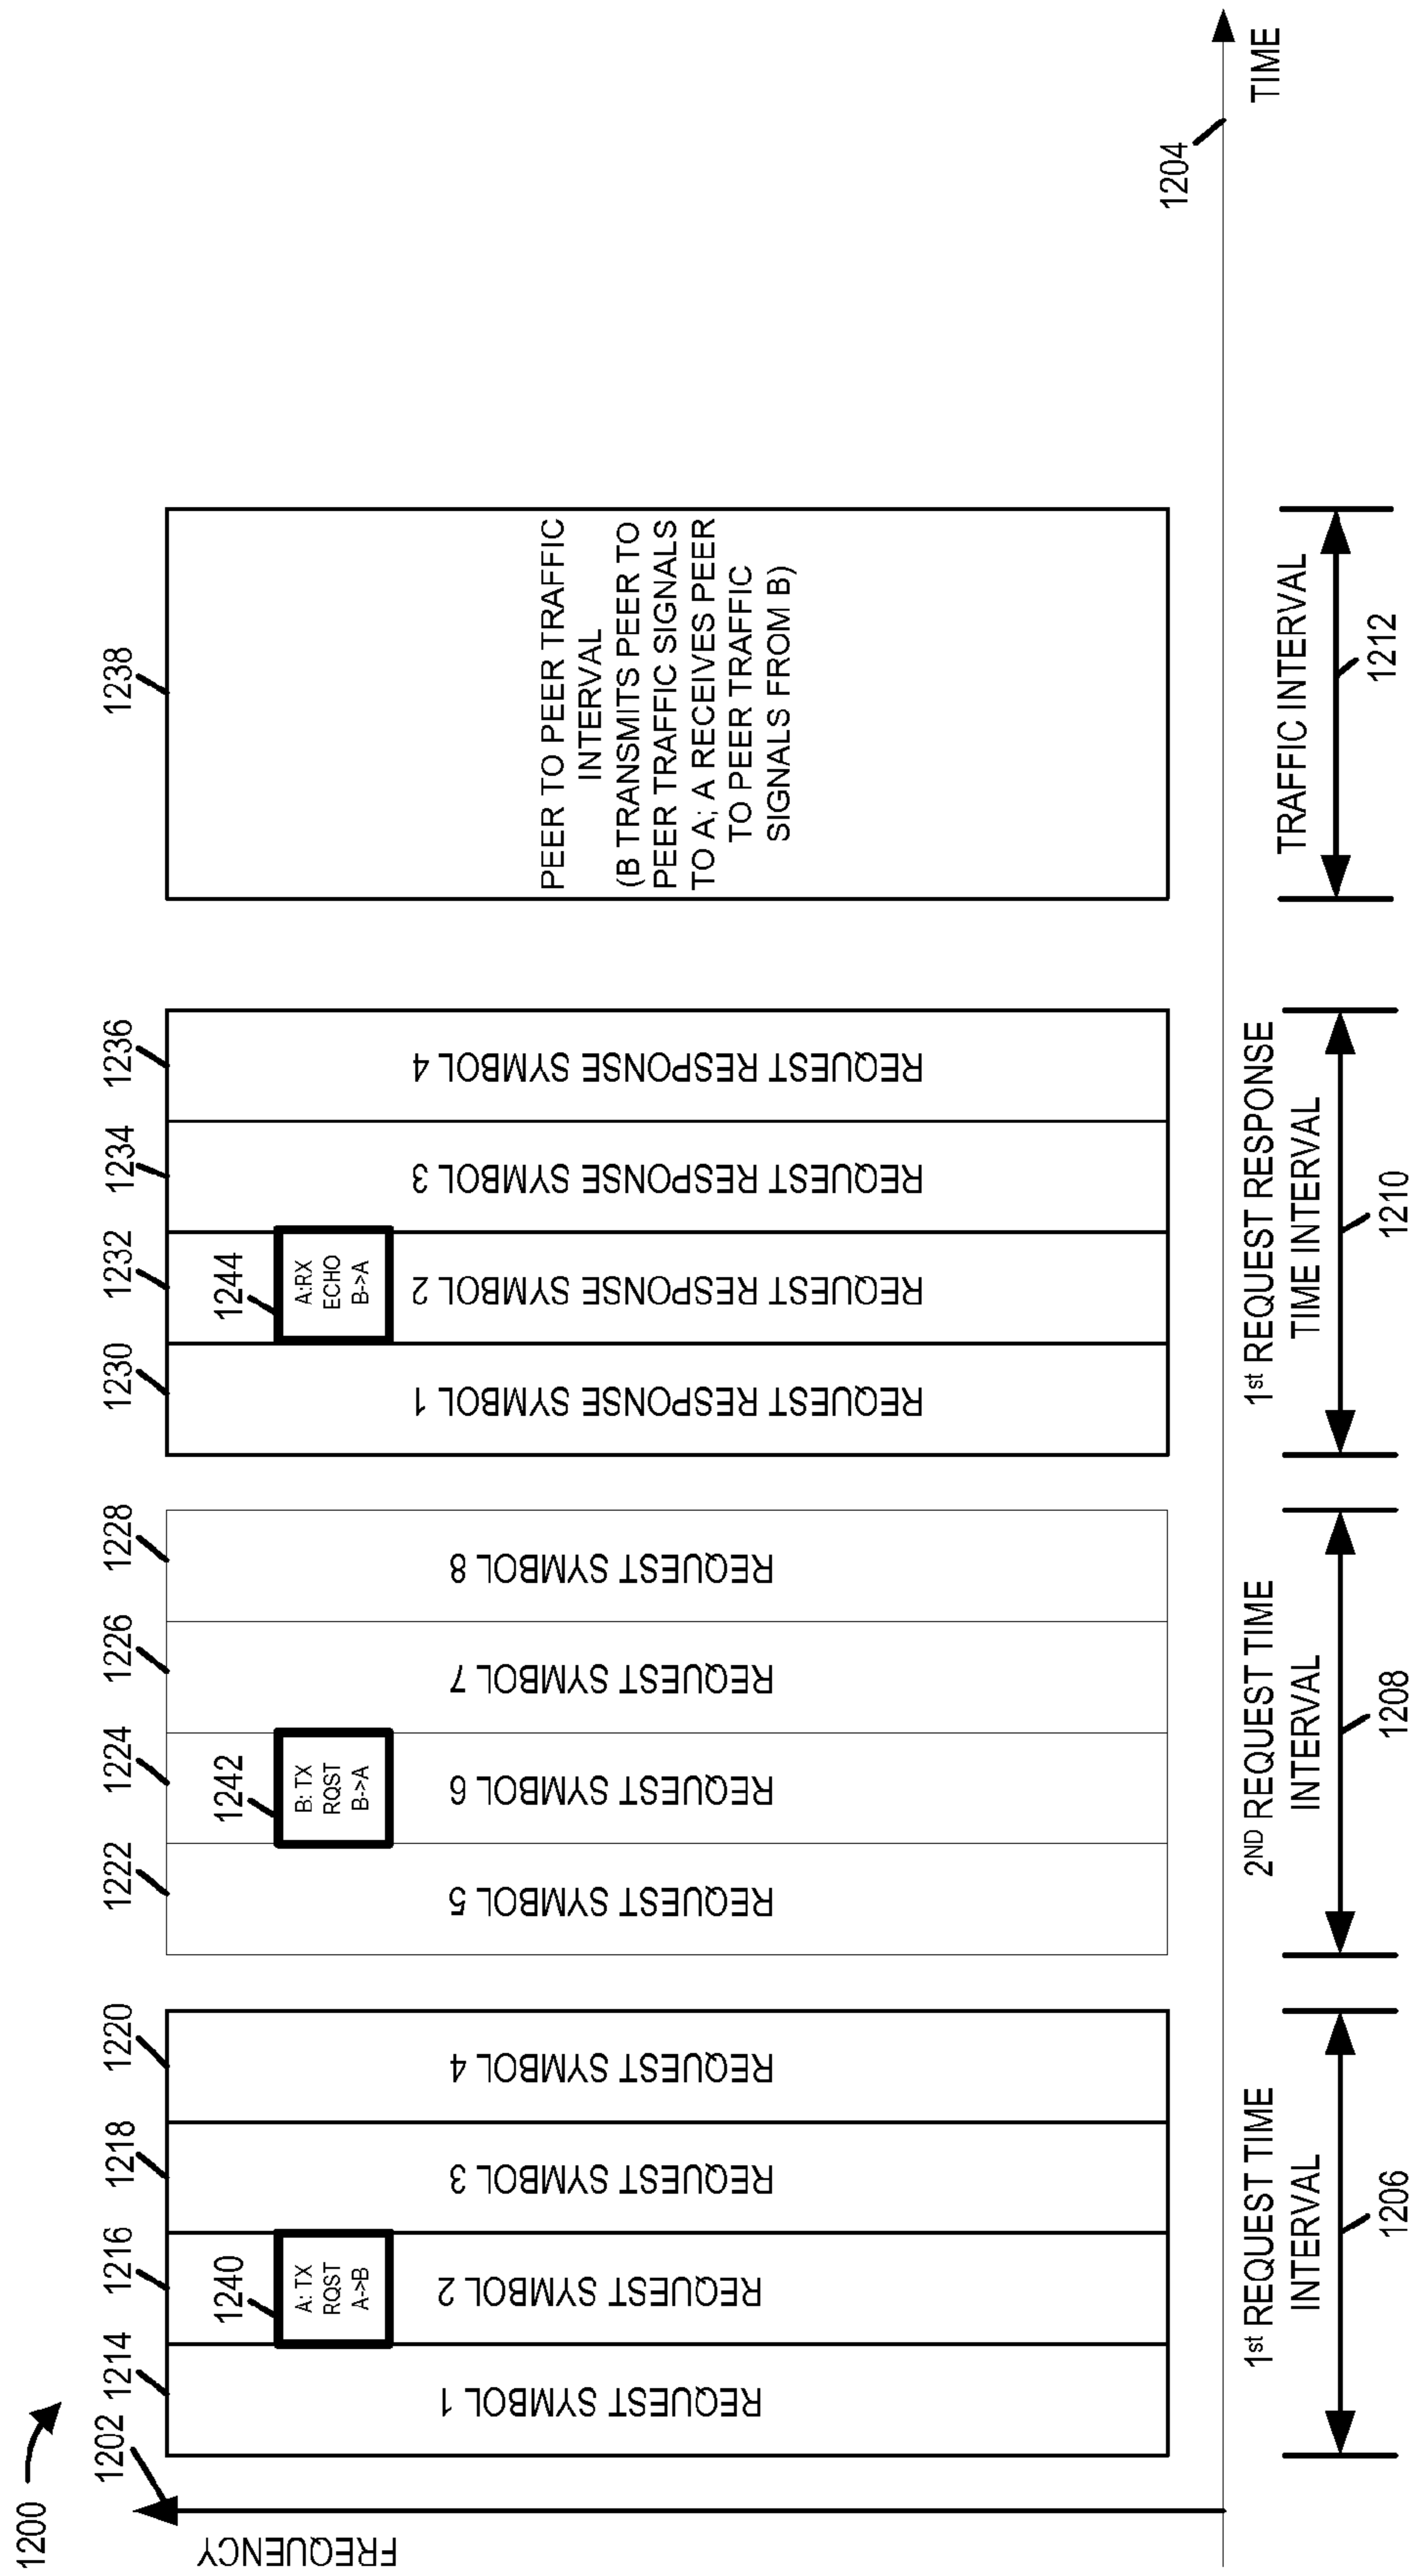 1200
FREQUENCY
1202
1214
1216
1218
1220
1222
1224
1226
1228
1230
1232
1234
1236
1238
1240
1242
1244
A: TX
RQST
A->B
B: TX
RQST
B->A
A:RX
ECHO
B->A
REQUEST SYMBOL 1
REQUEST SYMBOL 2
REQUEST SYMBOL 3
REQUEST SYMBOL 4
REQUEST SYMBOL 5
REQUEST SYMBOL 6
REQUEST SYMBOL 7
REQUEST SYMBOL 8
REQUEST RESPONSE SYMBOL 1
REQUEST RESPONSE SYMBOL 2
REQUEST RESPONSE SYMBOL 3
REQUEST RESPONSE SYMBOL 4
PEER TO PEER TRAFFIC
INTERVAL
(B TRANSMITS PEER TO
PEER TRAFFIC SIGNALS
TO A; A RECEIVES PEER
TO PEER TRAFFIC
SIGNALS FROM B)
1204
TIME
1st REQUEST TIME
INTERVAL
1206
2ND REQUEST TIME
INTERVAL
1208
1st REQUEST RESPONSE
TIME INTERVAL
1210
TRAFFIC INTERVAL
1212